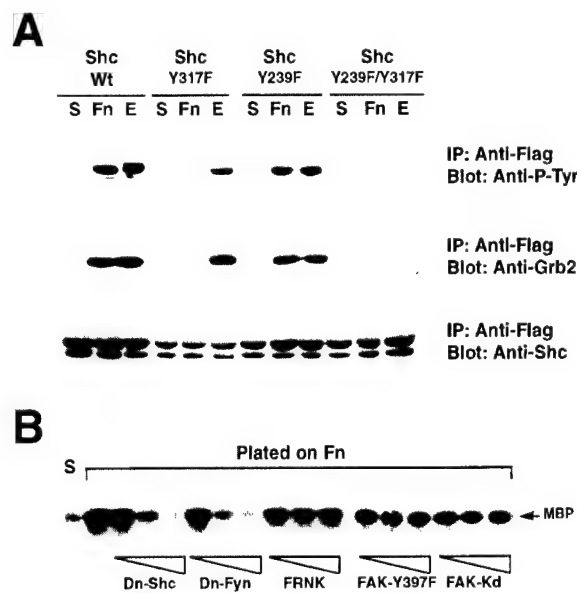 A
Shc Shc Shc Shc
Wt Y317F Y239F Y239F/Y317F
S Fn E S Fn E S Fn E S Fn E
IP: Anti-Flag
Blot: Anti-P-Tyr
IP: Anti-Flag
Blot: Anti-Grb2
IP: Anti-Flag
Blot: Anti-Shc
B
Plated on Fn
S
MBP
Dn-Shc Dn-Fyn FRNK FAK-Y397F FAK-Kd